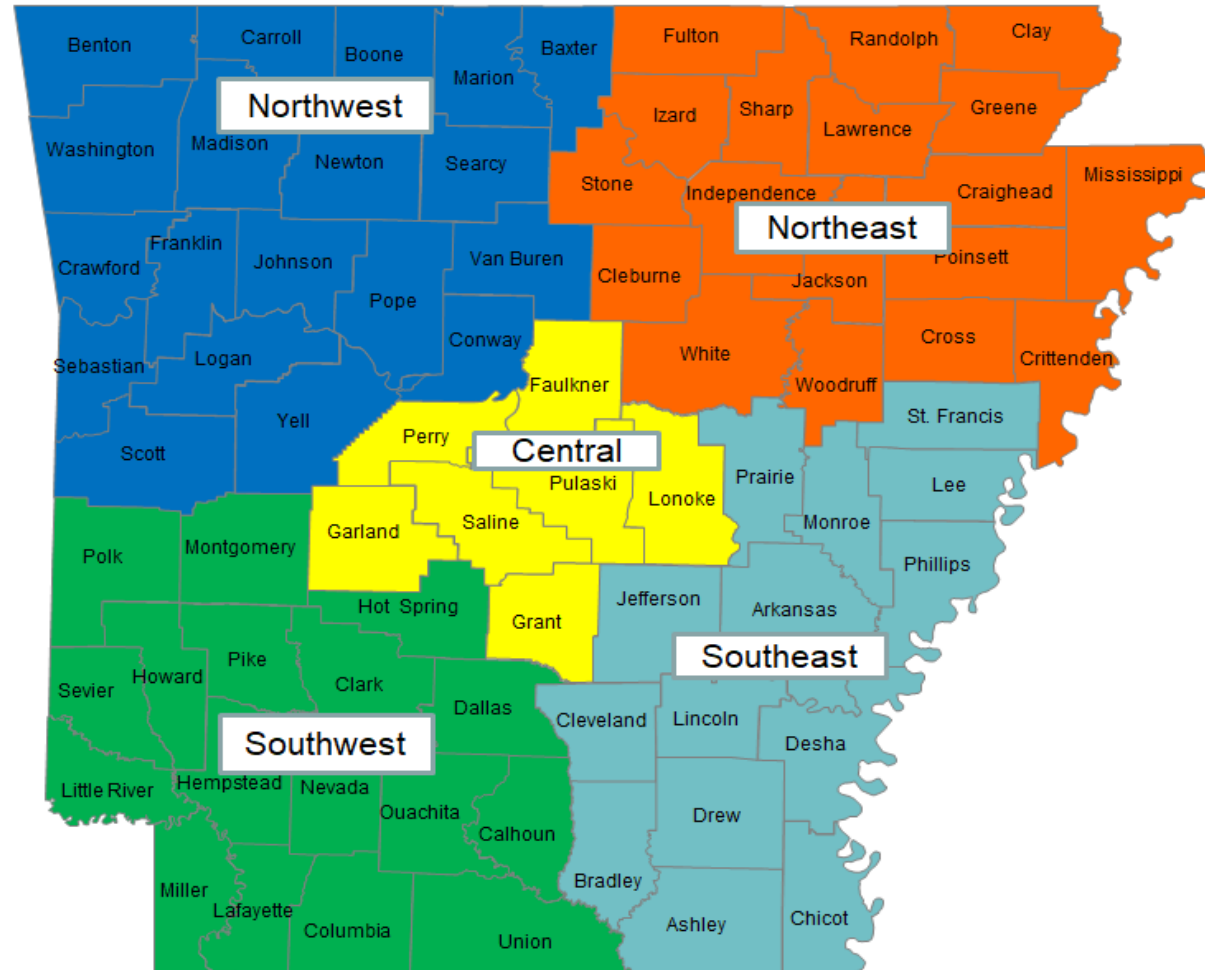 Benton
Carroll
Boone
Marion
Baxter
Fulton
Randolph
Clay
Northwest
Izard
Sharp
Greene
Washington
Madison
Newton
Searcy
Lawrence
Stone
Independence
Craighead
Mississippi
Northeast
Crawford
Franklin
Johnson
Van Buren
Pope
Cleburne
Jackson
Poinsett
Sebastian
Logan
Conway
White
Cross
Crittenden
Faulkner
Woodruff
Scott
Yell
Perry
Central
St. Francis
Pulaski
Lonoke
Prairie
Lee
Garland
Saline
Monroe
Polk
Montgomery
Phillips
Hot Spring
Grant
Jefferson
Arkansas
Southeast
Sevier
Howard
Pike
Clark
Dallas
Cleveland
Lincoln
Desha
Southwest
Little River
Hempstead
Nevada
Ouachita
Calhoun
Drew
Miller
Lafayette
Columbia
Union
Bradley
Ashley
Chicot